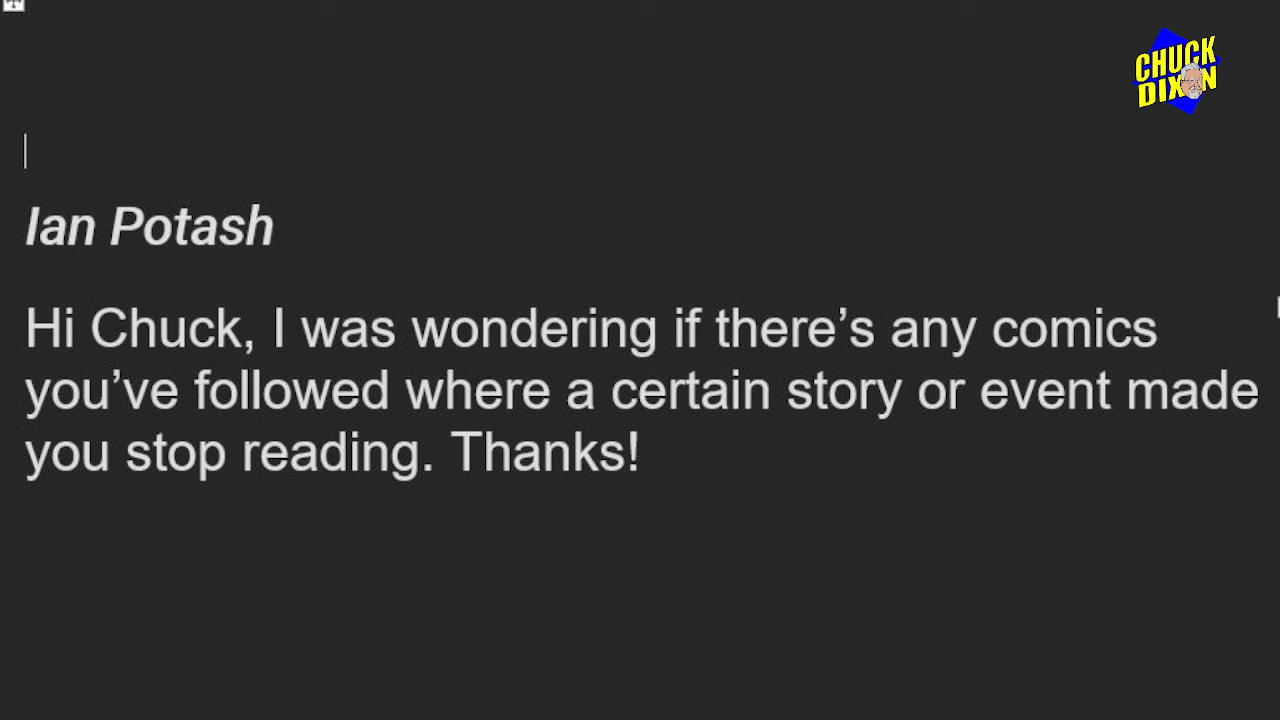 CHUCK
DIXON
Ian Potash
Hi Chuck, I was wondering if there’s any comics
you’ve followed where a certain story or event made
you stop reading. Thanks!